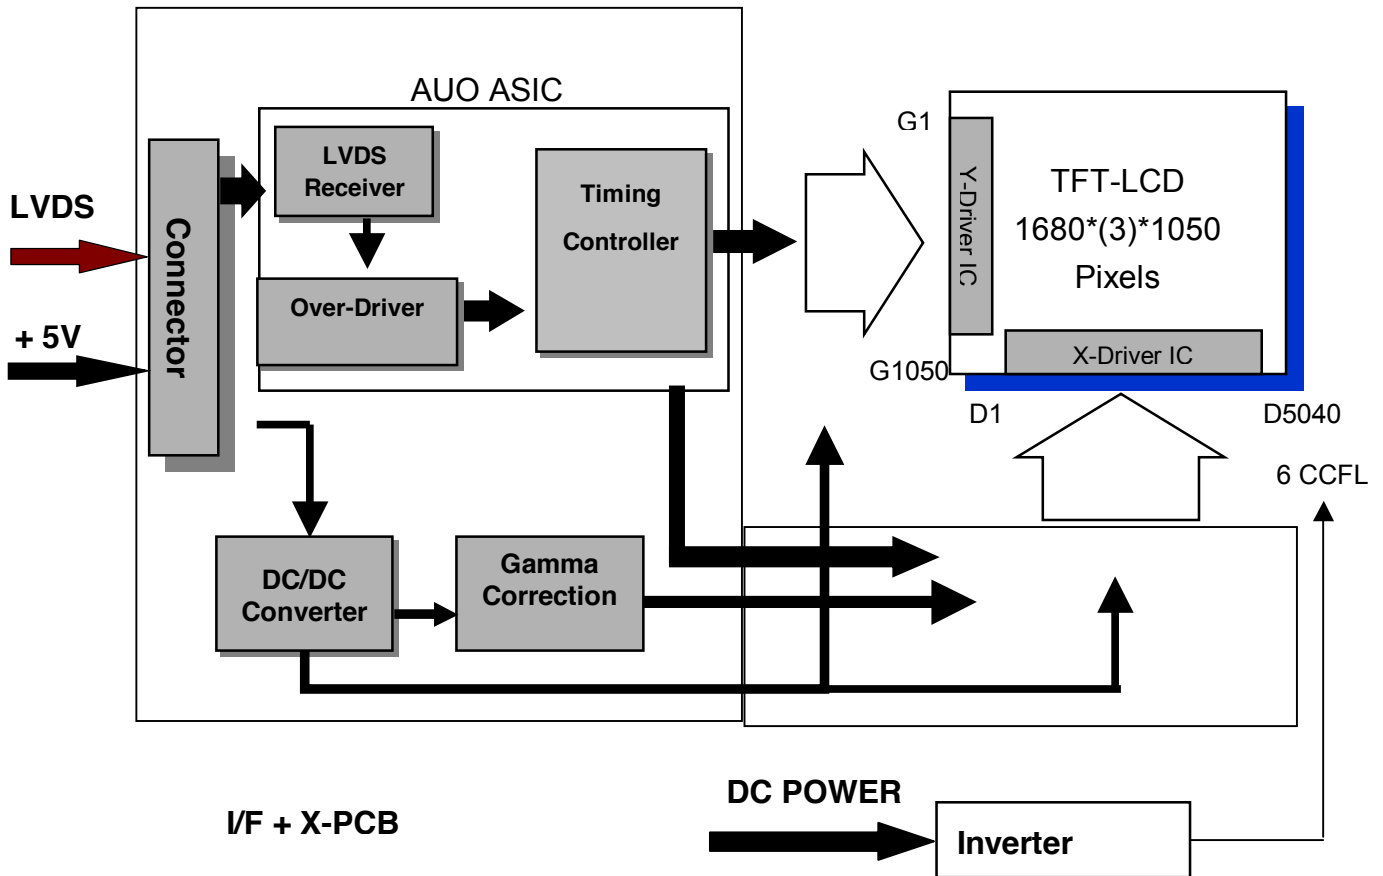 AUO ASIC
LVDS
Receiver
Timing
Controller
Over-Driver
Connector
LVDS
+ 5V
G1
Y-Driver IC
TFT-LCD
1680*(3)*1050
Pixels
X-Driver IC
G1050
D1
D5040
6 CCFL
DC/DC
Converter
Gamma
Correction
I/F + X-PCB
DC POWER
Inverter